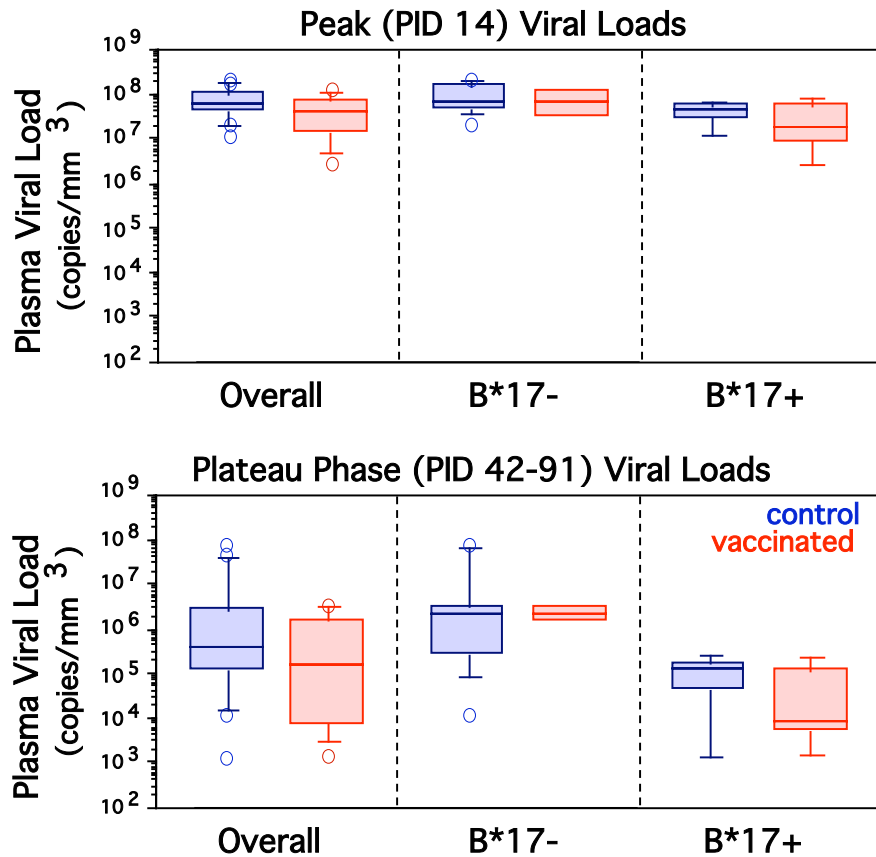 Peak (PID 14) Viral Loads
Plasma Viral Load
(copies/mm 3)
10^9
10^8
10^7
10^6
10^5
10^4
10^3
10^2
Overall B*17- B*17+
Plateau Phase (PID 42-91) Viral Loads
Plasma Viral Load
(copies/mm 3)
10^9
10^8
10^7
10^6
10^5
10^4
10^3
10^2
control
vaccinated
Overall B*17- B*17+